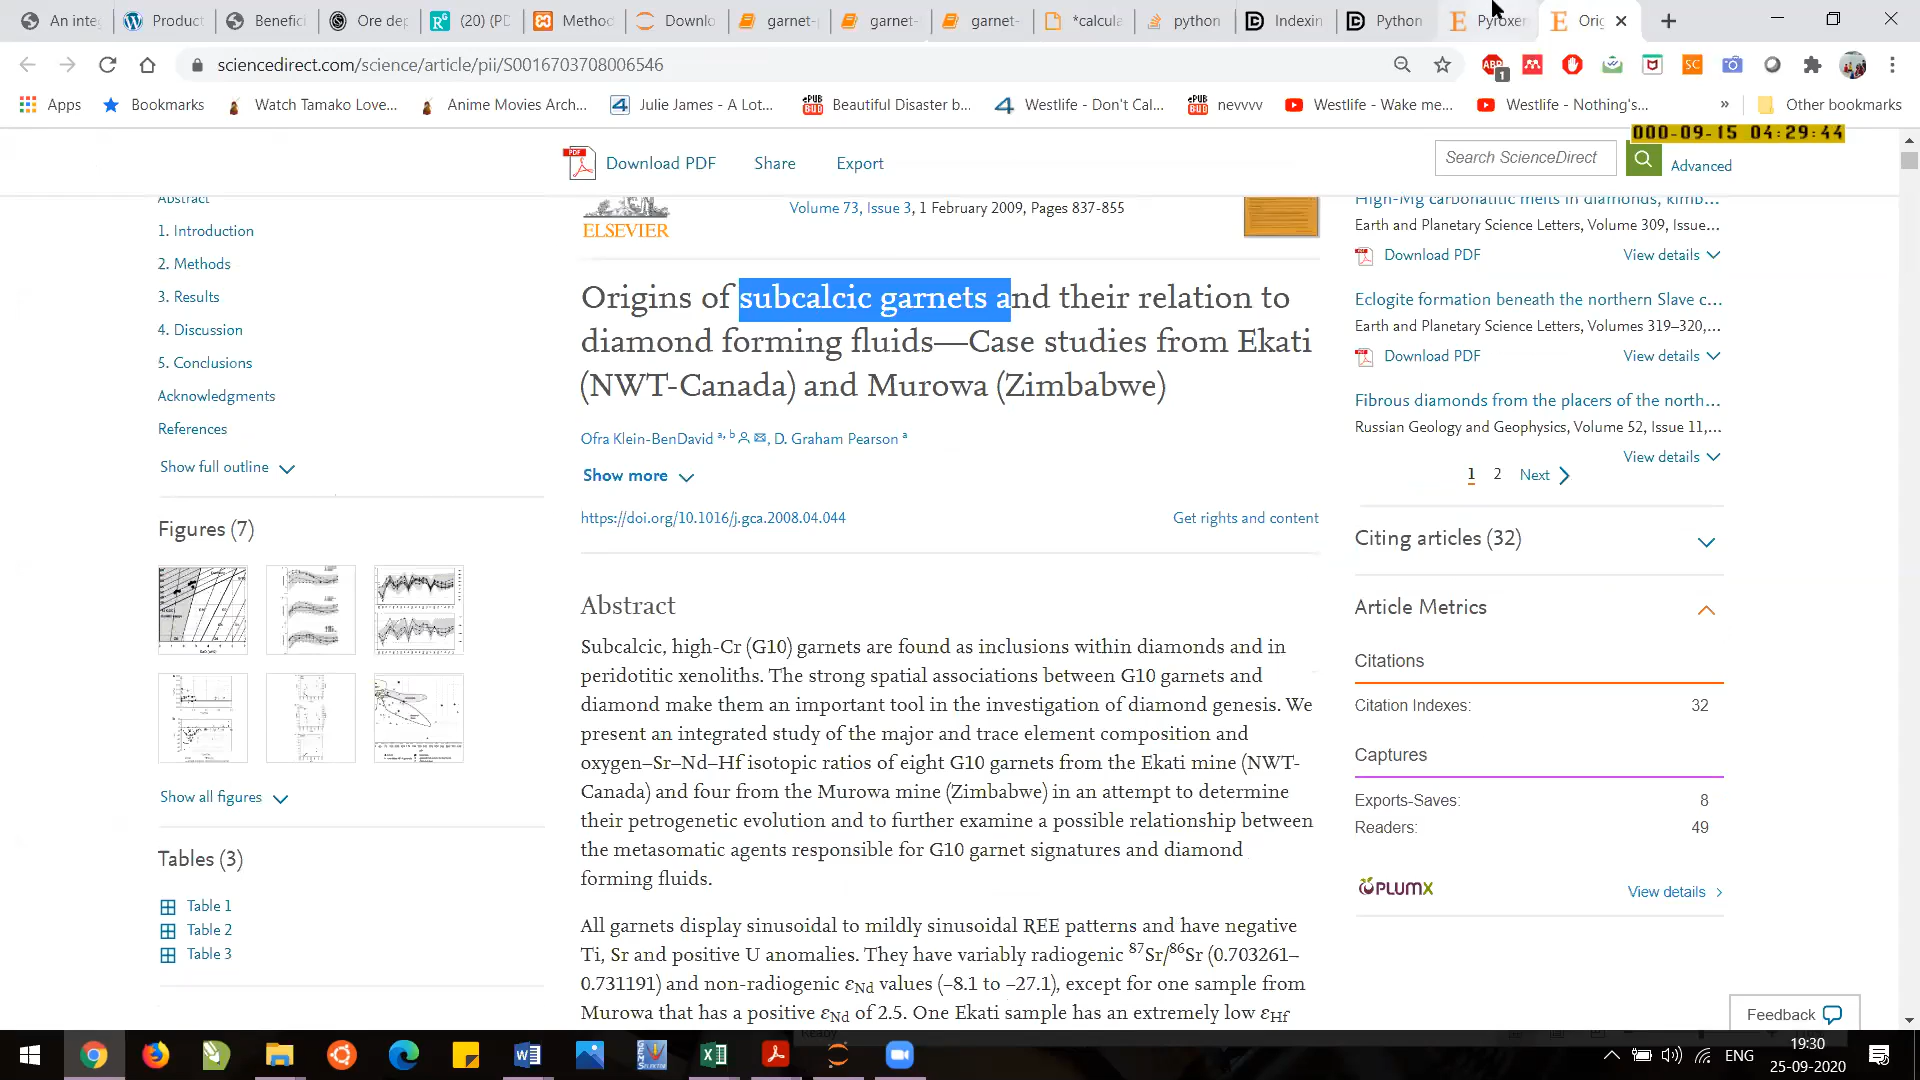 An inte
Product
Benefici
Ore dep
(20) (PD
Method
Downlo
garnet-
garnet-
garnet-
*calcula
python
Indexin
Python
Pyroxen
Orig
sciencedirect.com/science/article/pii/S0016703708006546
Apps
Bookmarks
Watch Tamako Love...
Anime Movies Arch...
Julie James - A Lot...
Beautiful Disaster b...
Westlife - Don't Cal...
nevvvv
Westlife - Wake me...
Westlife - Nothing's...
»
Other bookmarks
000-09-15 04:29:44
Download PDF
Share
Export
Search ScienceDirect
Advanced
Abstract
1. Introduction
2. Methods
3. Results
4. Discussion
5. Conclusions
Acknowledgments
References
Show full outline
Figures (7)
Show all figures
Tables (3)
Table 1
Table 2
Table 3
ELSEVIER
Volume 73, Issue 3, 1 February 2009, Pages 837-855
Origins of subcalcic garnets and their relation to
diamond forming fluids—Case studies from Ekati
(NWT-Canada) and Murowa (Zimbabwe)
Ofra Klein-BenDavid a, b, D. Graham Pearson a
Show more
https://doi.org/10.1016/j.gca.2008.04.044
Get rights and content
Abstract
Subcalcic, high-Cr (G10) garnets are found as inclusions within diamonds and in
peridotitic xenoliths. The strong spatial associations between G10 garnets and
diamond make them an important tool in the investigation of diamond genesis. We
present an integrated study of the major and trace element composition and
oxygen–Sr–Nd–Hf isotopic ratios of eight G10 garnets from the Ekati mine (NWT-
Canada) and four from the Murowa mine (Zimbabwe) in an attempt to determine
their petrogenetic evolution and to further examine a possible relationship between
the metasomatic agents responsible for G10 garnet signatures and diamond
forming fluids.
All garnets display sinusoidal to mildly sinusoidal REE patterns and have negative
Ti, Sr and positive U anomalies. They have variably radiogenic 87Sr/86Sr (0.703261–
0.731191) and non-radiogenic εNd values (−8.1 to −27.1), except for one sample from
Murowa that has a positive εNd of 2.5. One Ekati sample has an extremely low εHf
High-Mg carbonatitic melts in diamonds, kimb...
Earth and Planetary Science Letters, Volume 309, Issue...
Download PDF
View details
Eclogite formation beneath the northern Slave c...
Earth and Planetary Science Letters, Volumes 319–320,...
Download PDF
View details
Fibrous diamonds from the placers of the north...
Russian Geology and Geophysics, Volume 52, Issue 11,...
View details
1 2 Next
Citing articles (32)
Article Metrics
Citations
Citation Indexes: 32
Captures
Exports-Saves: 8
Readers: 49
PLUMX
View details
Feedback
ENG
19:30
25-09-2020